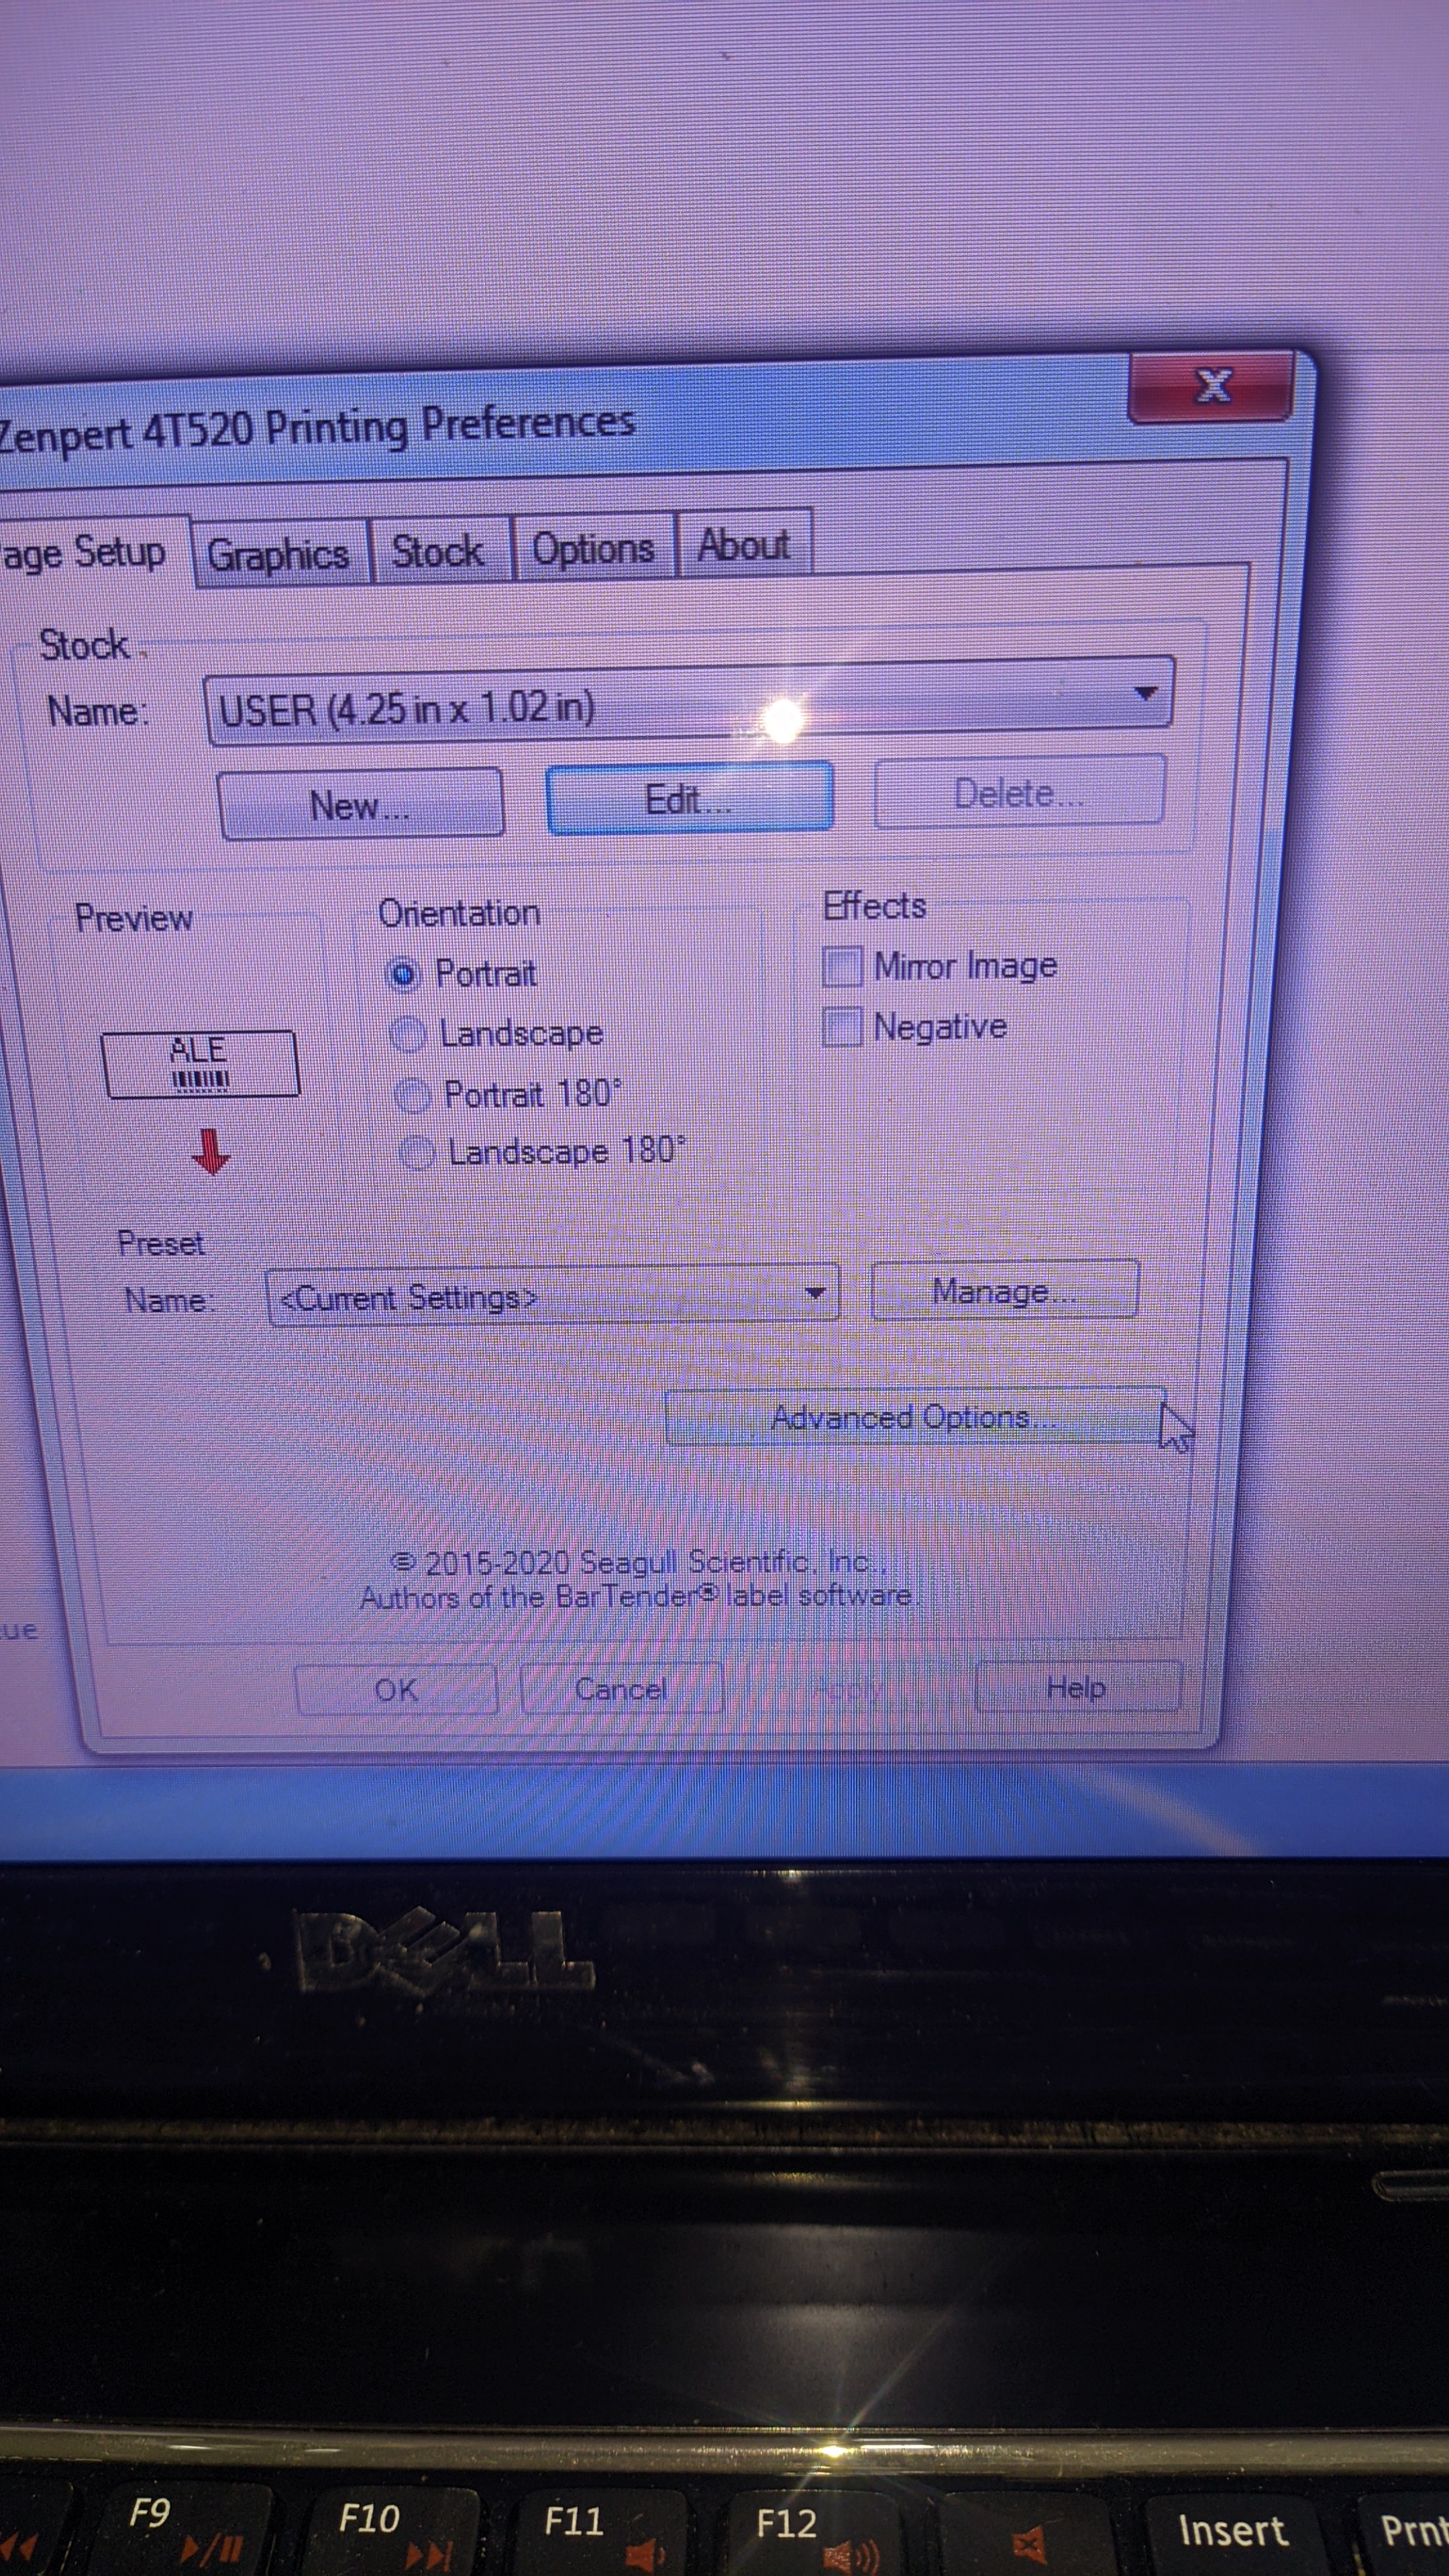 Zenpert 4T520 Printing Preferences
X
age Setup Graphics Stock Options About
Stock
Name: USER (4.25 in x 1.02 in)
New... Edit... Delete...
Preview Orientation Effects
Portrait Mirror Image
Landscape Negative
ALE
Portrait 180°
Landscape 180°
Preset
Name: <Current Settings> Manage...
Advanced Options...
© 2015-2020 Seagull Scientific, Inc.,
Authors of the BarTender® label software.
ue
OK Cancel Apply Help
DELL
F9 F10 F11 F12 Insert Prnt